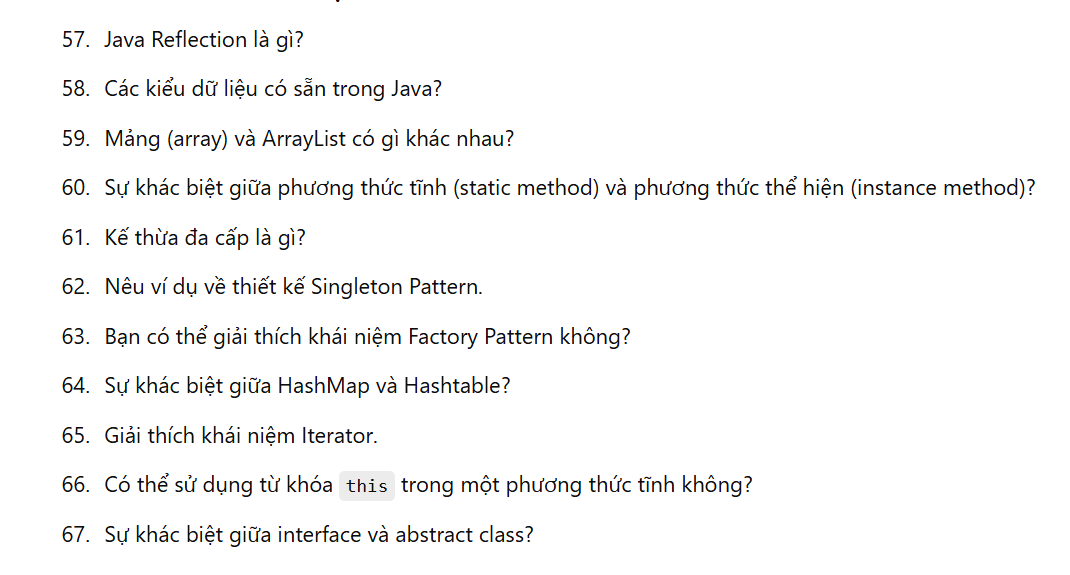 57. Java Reflection là gì?
58. Các kiểu dữ liệu có sẵn trong Java?
59. Mảng (array) và ArrayList có gì khác nhau?
60. Sự khác biệt giữa phương thức tĩnh (static method) và phương thức thể hiện (instance method)?
61. Kế thừa đa cấp là gì?
62. Nêu ví dụ về thiết kế Singleton Pattern.
63. Bạn có thể giải thích khái niệm Factory Pattern không?
64. Sự khác biệt giữa HashMap và Hashtable?
65. Giải thích khái niệm Iterator.
66. Có thể sử dụng từ khóa this trong một phương thức tĩnh không?
67. Sự khác biệt giữa interface và abstract class?